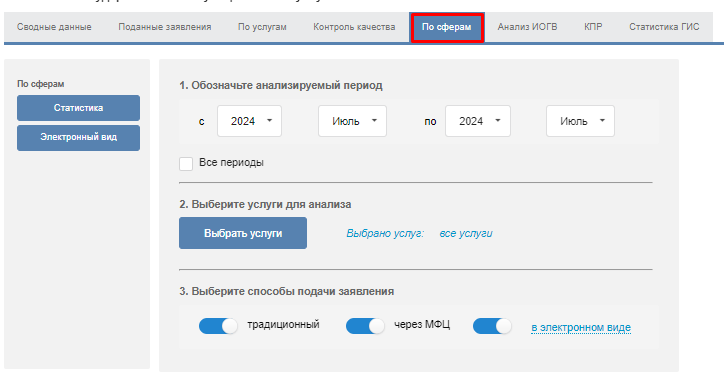 Сводные данные Поданные заявления По услугам Контроль качества По сферам Анализ ИОГВ КПР Статистика ГИС
По сферам
Статистика
Электронный вид
1. Обозначьте анализируемый период
с 2024 Июль по 2024 Июль
Все периоды
2. Выберите услуги для анализа
Выбрать услуги Выбрано услуг: все услуги
3. Выберите способы подачи заявления
традиционный через МФЦ в электронном виде